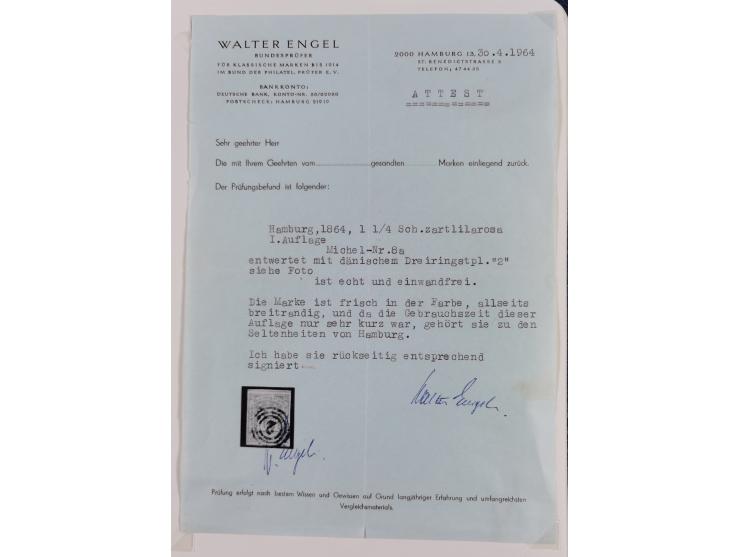 WALTER ENGEL
BUNDESPRÜFER
FÜR KLASSISCHE MARKEN BIS 1914
IM BUND DER PHILATEL. PRÜFER E. V.
BANKKONTO:
DEUTSCHE BANK, KONTO-NR.
POSTSCHECK: HAMBURG 21910
2000 HAMBURG 13, 30.4.1964
ST. BENEDICTSTRASSE
TELEFON:
ATTEST
Sehr geehrter Herr
Die mit Ihrem Geehrten vom gesandten Marken einliegend zurück.
Der Prüfungsbefund ist folgender:
Hamburg,1864, 1 1/4 Sch.zartlilarosa
I.Auflage
Michel-Nr.8a
entwertet mit dänischem Dreiringstpl."2"
siehe Foto
ist echt und einwandfrei.
Die Marke ist frisch in der Farbe, allseits
breitrandig, und da die Gebrauchszeit dieser
Auflage nur sehr kurz war, gehört sie zu den
Seltenheiten von Hamburg.
Ich habe sie rückseitig entsprechend
signiert
Walter Engel.
2
W. Engel.
Prüfung erfolgt nach bestem Wissen und Gewissen auf Grund langjähriger Erfahrung und umfangreichsten
Vergleichsmaterials.